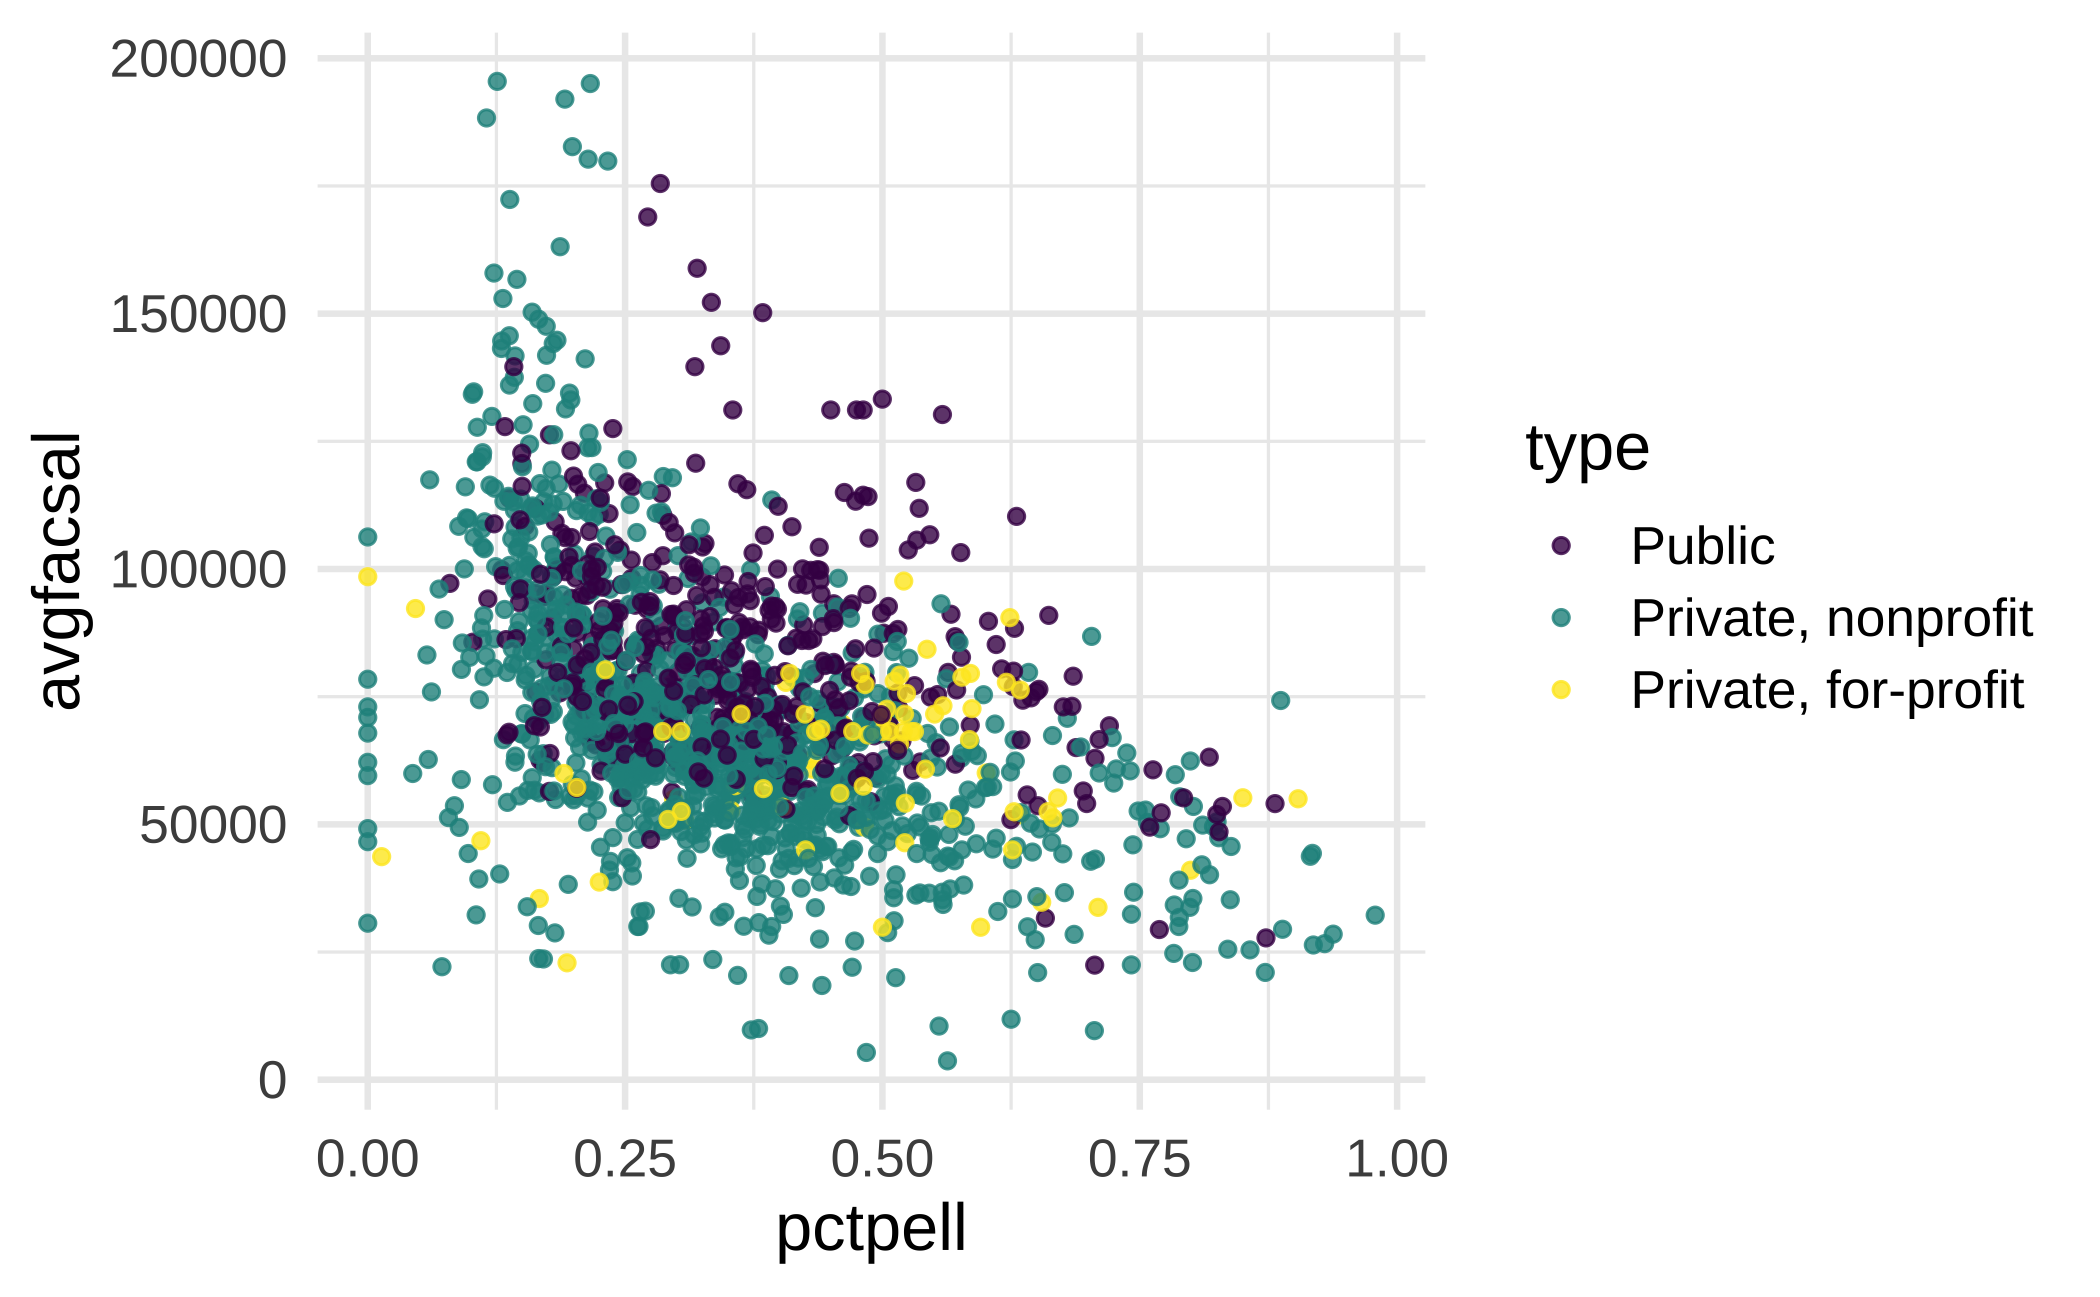 200000
150000
100000
50000
0
avgfacsal
0.00 0.25 0.50 0.75 1.00
pctpell
type
Public
Private, nonprofit
Private, for-profit